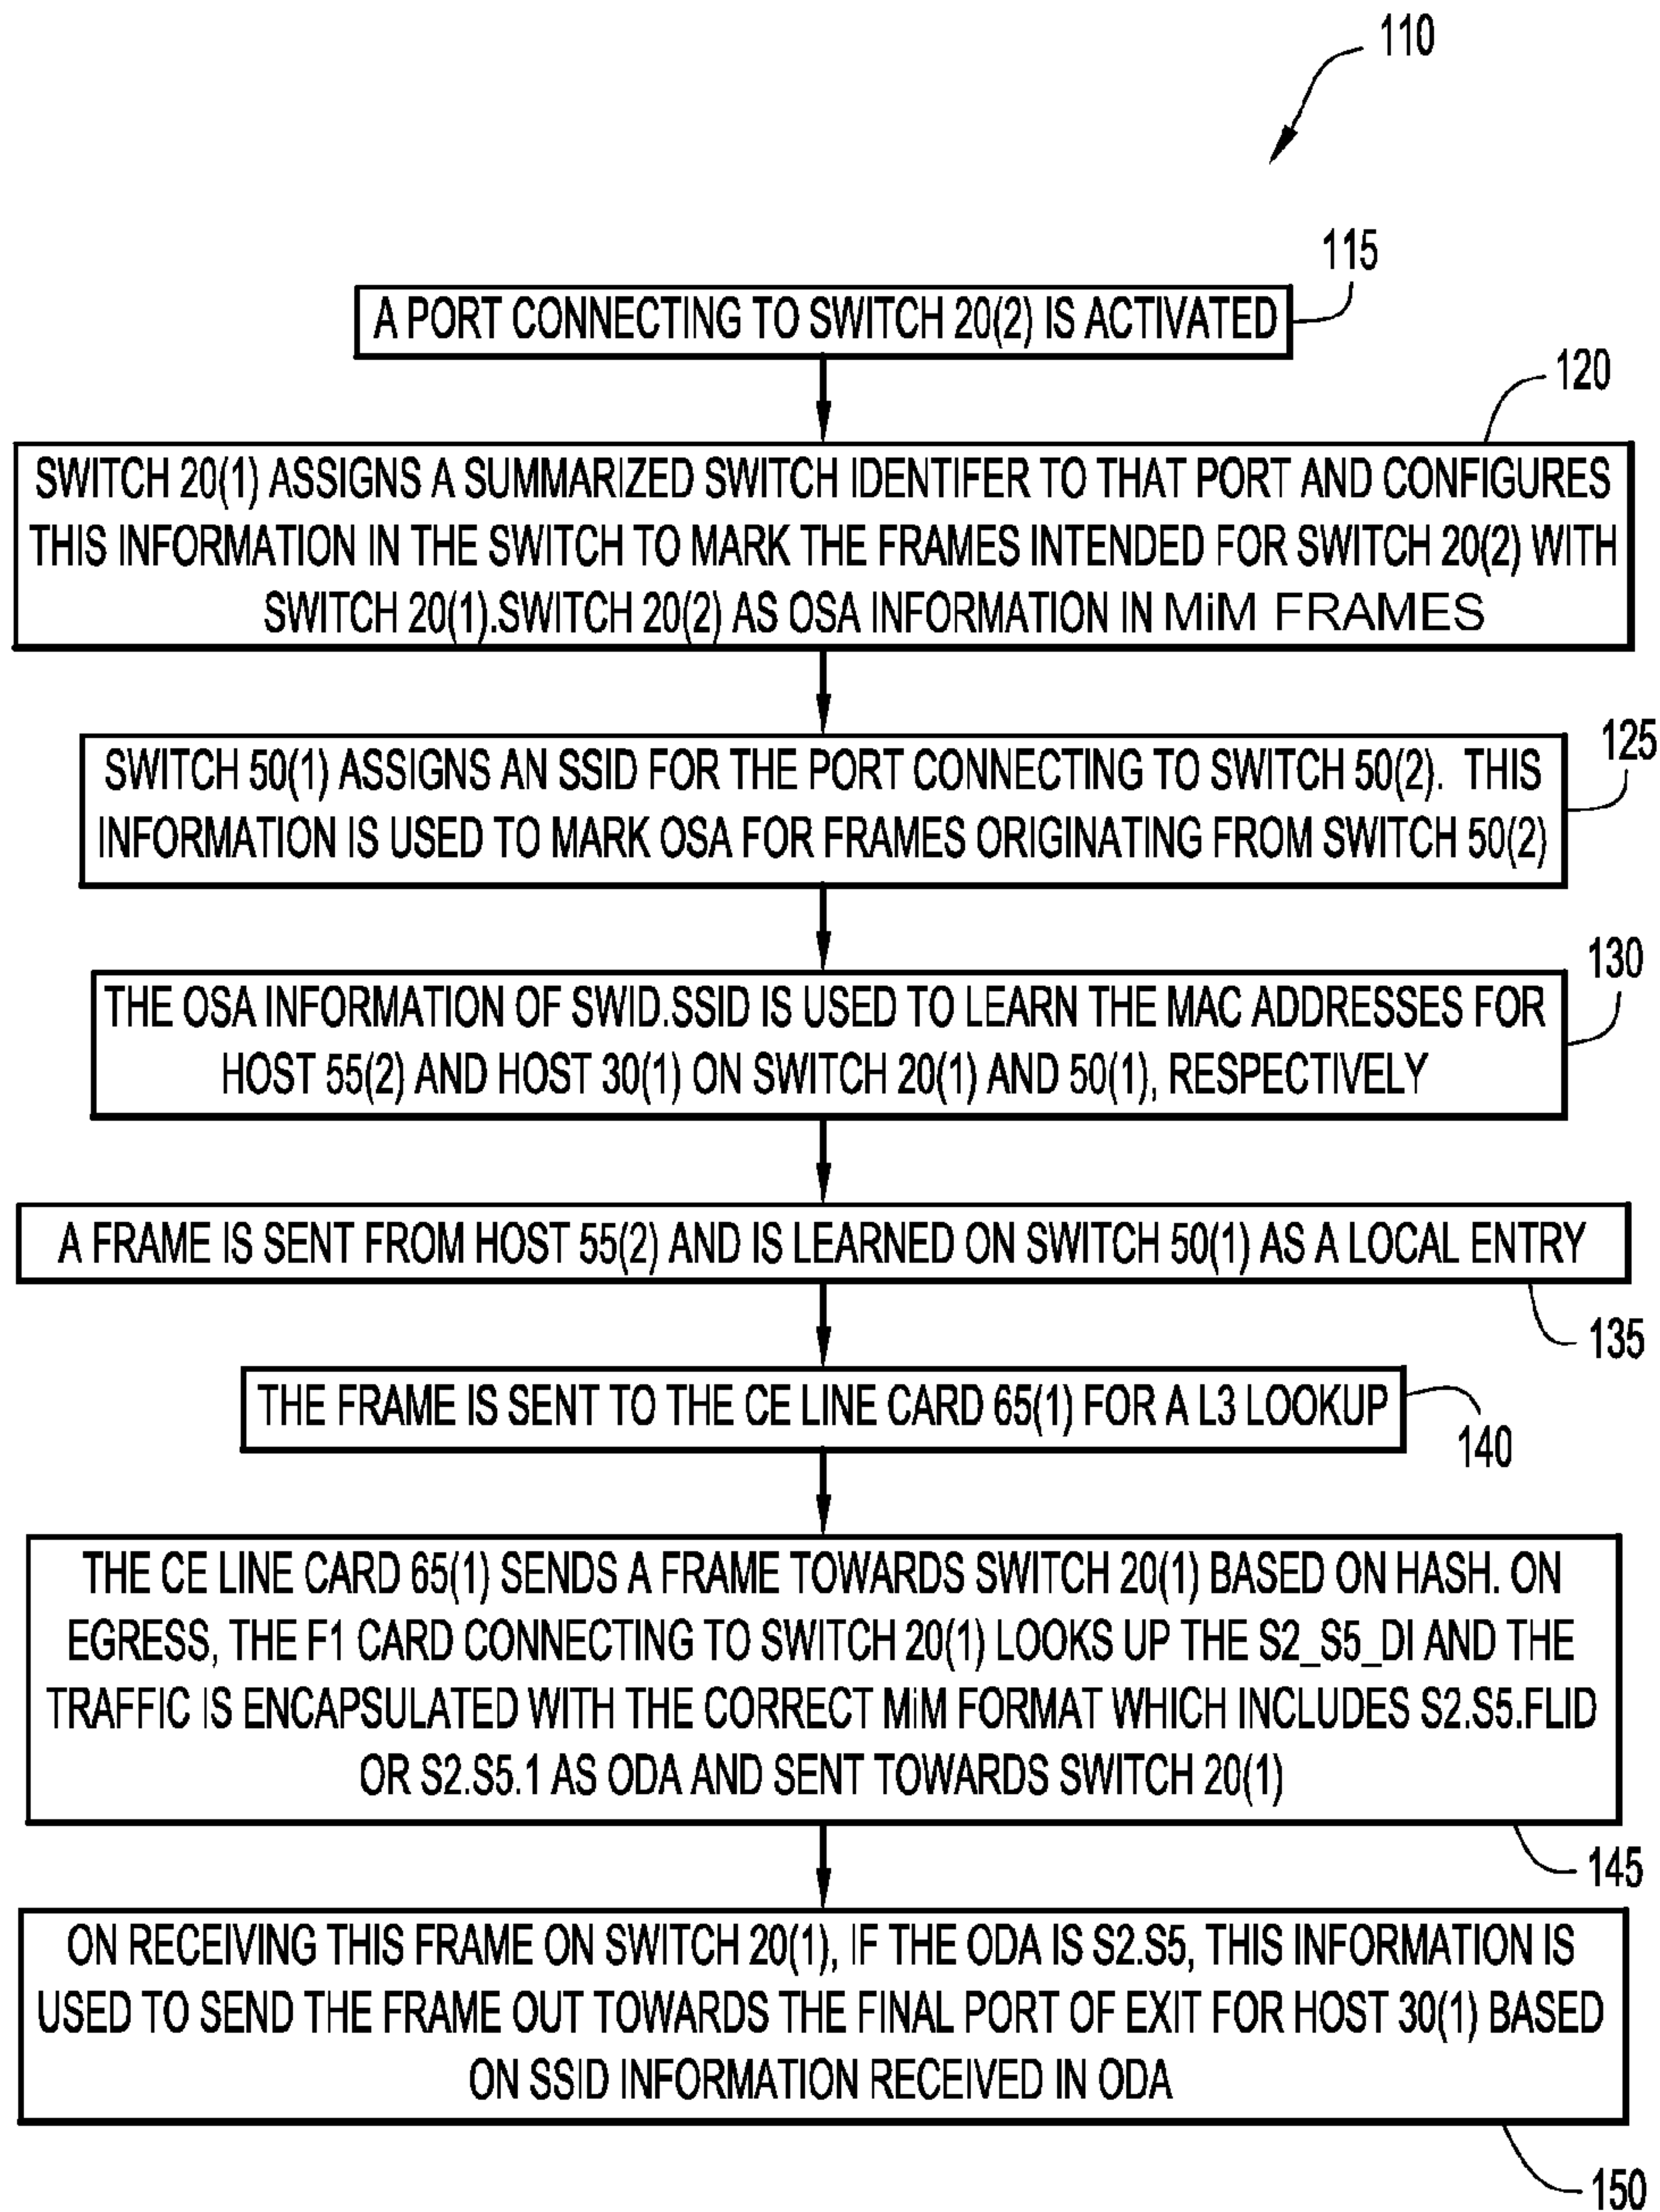 110
115
A PORT CONNECTING TO SWITCH 20(2) IS ACTIVATED
120
SWITCH 20(1) ASSIGNS A SUMMARIZED SWITCH IDENTIFER TO THAT PORT AND CONFIGURES
THIS INFORMATION IN THE SWITCH TO MARK THE FRAMES INTENDED FOR SWITCH 20(2) WITH
SWITCH 20(1).SWITCH 20(2) AS OSA INFORMATION IN MiM FRAMES
125
SWITCH 50(1) ASSIGNS AN SSID FOR THE PORT CONNECTING TO SWITCH 50(2). THIS
INFORMATION IS USED TO MARK OSA FOR FRAMES ORIGINATING FROM SWITCH 50(2)
130
THE OSA INFORMATION OF SWID.SSID IS USED TO LEARN THE MAC ADDRESSES FOR
HOST 55(2) AND HOST 30(1) ON SWITCH 20(1) AND 50(1), RESPECTIVELY
A FRAME IS SENT FROM HOST 55(2) AND IS LEARNED ON SWITCH 50(1) AS A LOCAL ENTRY
135
THE FRAME IS SENT TO THE CE LINE CARD 65(1) FOR A L3 LOOKUP
140
THE CE LINE CARD 65(1) SENDS A FRAME TOWARDS SWITCH 20(1) BASED ON HASH. ON
EGRESS, THE F1 CARD CONNECTING TO SWITCH 20(1) LOOKS UP THE S2_S5_DI AND THE
TRAFFIC IS ENCAPSULATED WITH THE CORRECT MiM FORMAT WHICH INCLUDES S2.S5.FLID
OR S2.S5.1 AS ODA AND SENT TOWARDS SWITCH 20(1)
145
ON RECEIVING THIS FRAME ON SWITCH 20(1), IF THE ODA IS S2.S5, THIS INFORMATION IS
USED TO SEND THE FRAME OUT TOWARDS THE FINAL PORT OF EXIT FOR HOST 30(1) BASED
ON SSID INFORMATION RECEIVED IN ODA
150